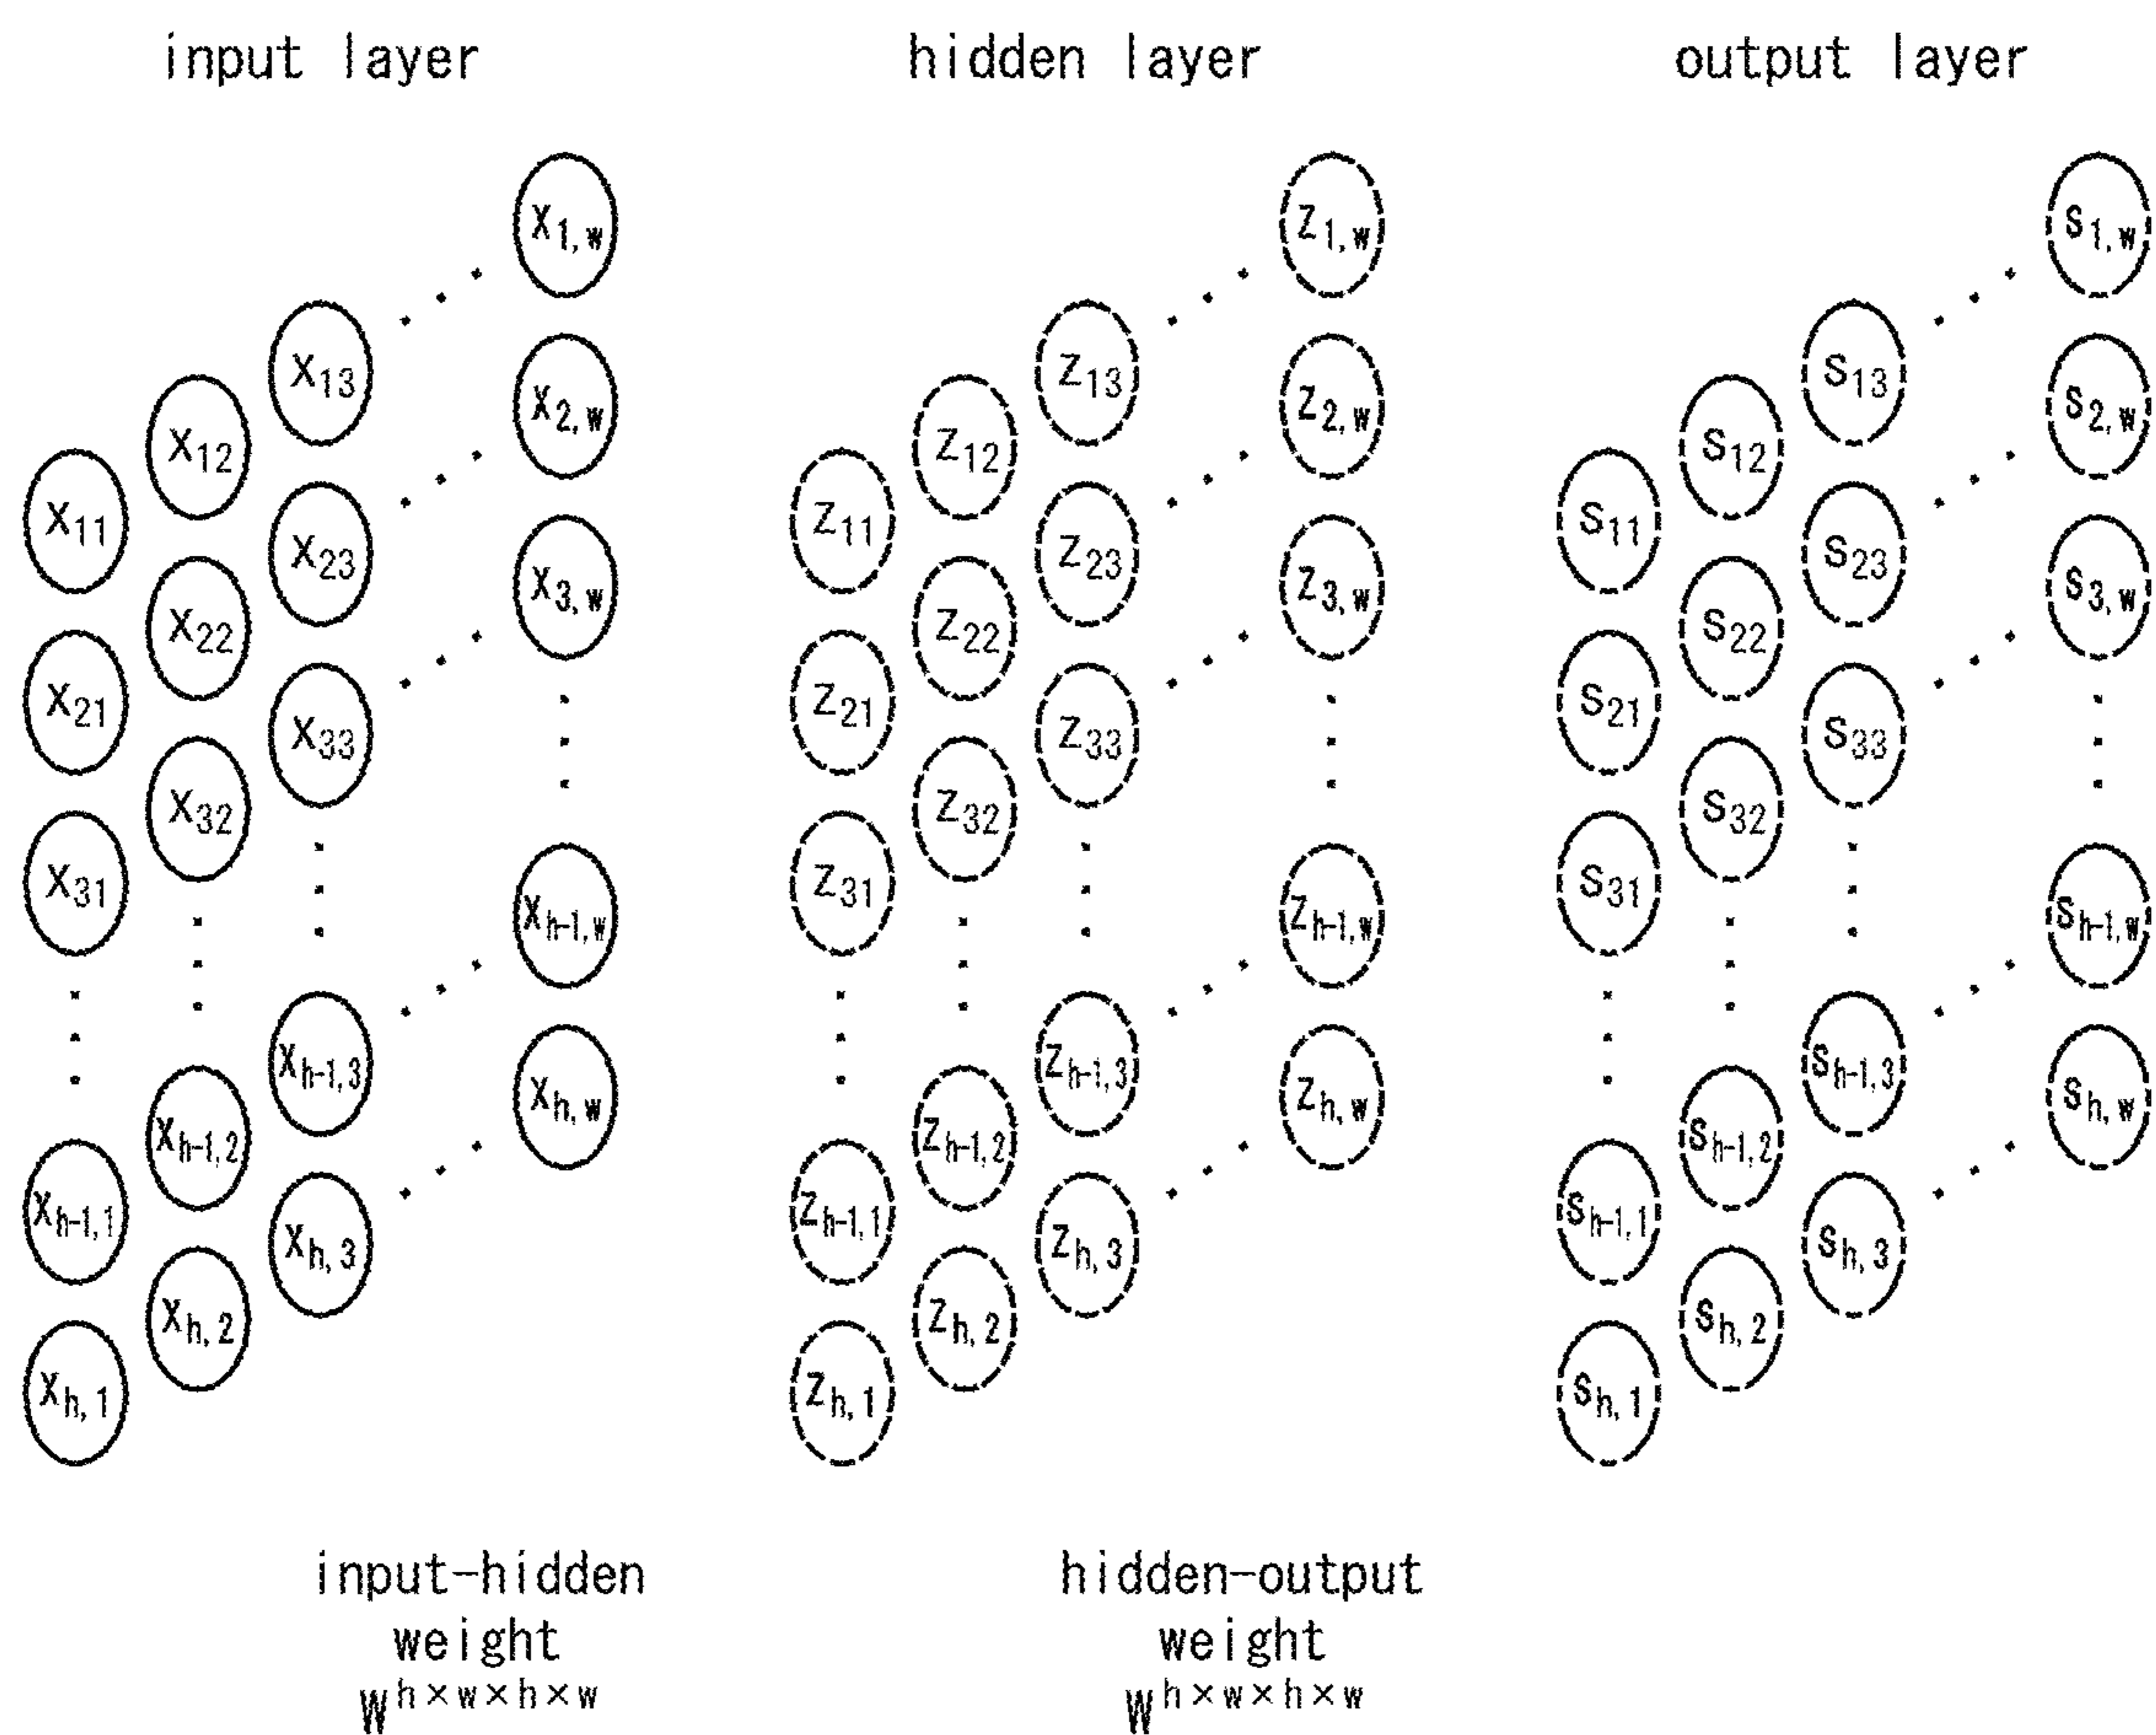 input layer
hidden layer
output layer
x1,w
x13
x2,w
x12
x11
x23
x3,w
x22
x21
x33
x32
x31
xh-1,w
xh-1,3
xh,w
xh-1,2
xh-1,1
xh,3
xh,2
xh,1
z1,w
z13
z2,w
z12
z11
z23
z3,w
z22
z21
z33
z32
z31
zh-1,w
zh-1,3
zh,w
zh-1,2
zh-1,1
zh,3
zh,2
zh,1
s1,w
s13
s2,w
s12
s11
s23
s3,w
s22
s21
s33
s32
s31
sh-1,w
sh-1,3
sh,w
sh-1,2
sh-1,1
sh,3
sh,2
sh,1
input-hidden
weight
w^h×w×h×w
hidden-output
weight
w^h×w×h×w